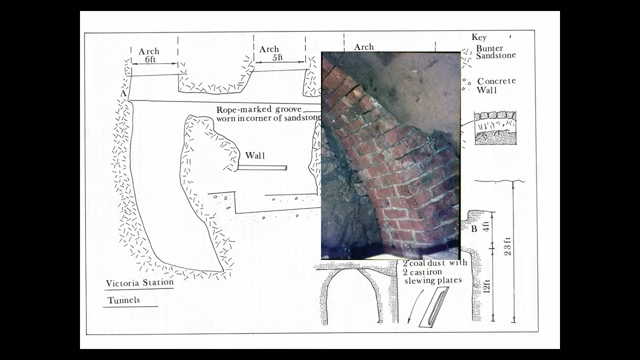 Arch
6ft
Arch
5ft
Arch
Key
Bunter
Sandstone
Concrete
Wall
A
Rope-marked groove
worn in corner of sandstone
Wall
B
4ft
23ft
12ft
2"coal dust with
2 cast iron
slewing plates
Victoria Station
Tunnels